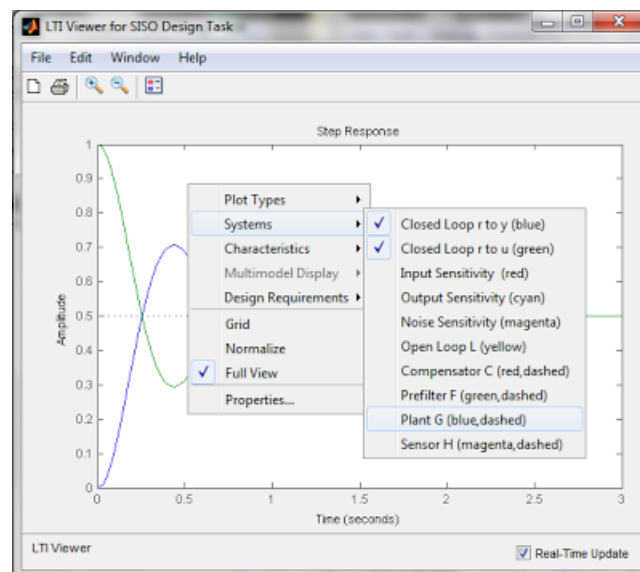 LTI Viewer for SISO Design Task
File Edit Window Help
Step Response
1
0.9
0.8
0.7
0.6
0.5
0.4
0.3
0.2
0.1
0
Amplitude
Plot Types
Systems
Characteristics
Multimodel Display
Design Requirements
Grid
Normalize
Full View
Properties...
Closed Loop r to y (blue)
Closed Loop r to u (green)
Input Sensitivity (red)
Output Sensitivity (cyan)
Noise Sensitivity (magenta)
Open Loop L (yellow)
Compensator C (red,dashed)
Prefilter F (green,dashed)
Plant G (blue,dashed)
Sensor H (magenta,dashed)
0 0.5 1 1.5 2 2.5 3
Time (seconds)
LTI Viewer
Real-Time Update